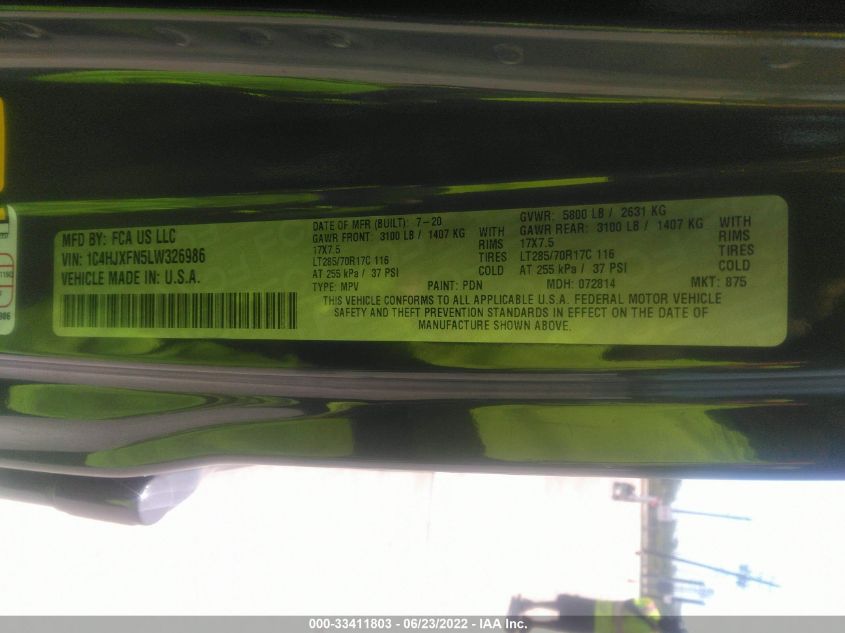 MFD BY: FCA US LLC
VIN: 1C4HJXFN5LW326986
VEHICLE MADE IN: U.S.A.
DATE OF MFR (BUILT): 7-20
GAWR FRONT: 3100 LB / 1407 KG WITH
17X7.5 RIMS
LT285/70R17C 116 TIRES
AT 255 kPa / 37 PSI COLD
GVWR: 5800 LB / 2631 KG
GAWR REAR: 3100 LB / 1407 KG WITH
17X7.5 RIMS
LT285/70R17C 116 TIRES
AT 255 kPa / 37 PSI COLD
TYPE: MPV PAINT: PDN MDH: 072814 MKT: 875
THIS VEHICLE CONFORMS TO ALL APPLICABLE U.S.A. FEDERAL MOTOR VEHICLE
SAFETY AND THEFT PREVENTION STANDARDS IN EFFECT ON THE DATE OF
MANUFACTURE SHOWN ABOVE.
000-33411803 - 06/23/2022 - IAA Inc.